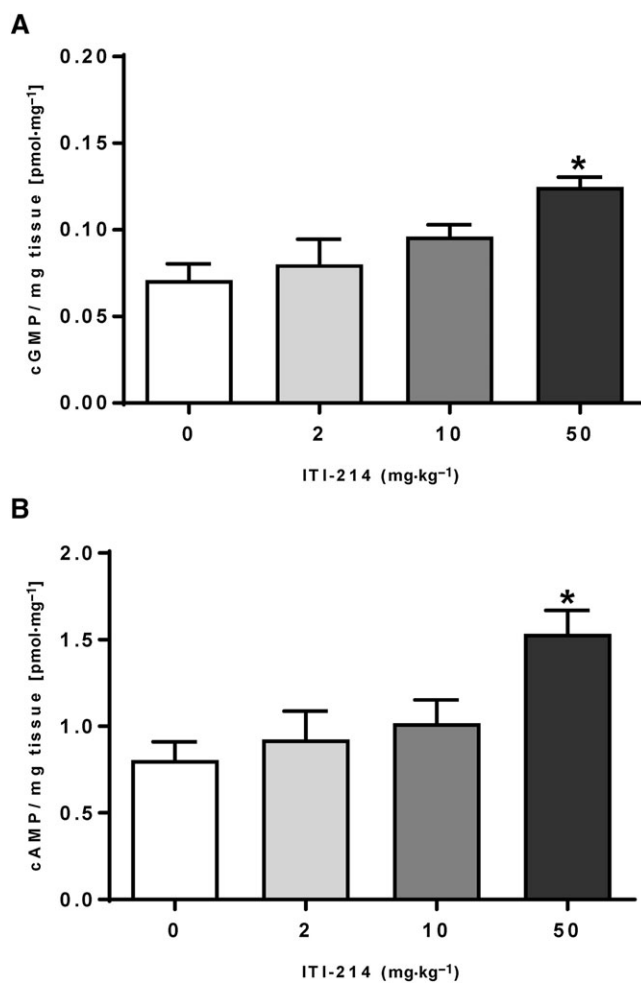 A
cGMP/ mg tissue [pmol·mg⁻¹]
0.20
0.15
0.10
0.05
0.00
*
0 2 10 50
ITI-214 (mg·kg⁻¹)
B
cAMP/ mg tissue [pmol·mg⁻¹]
2.0
1.5
1.0
0.5
0.0
*
0 2 10 50
ITI-214 (mg·kg⁻¹)